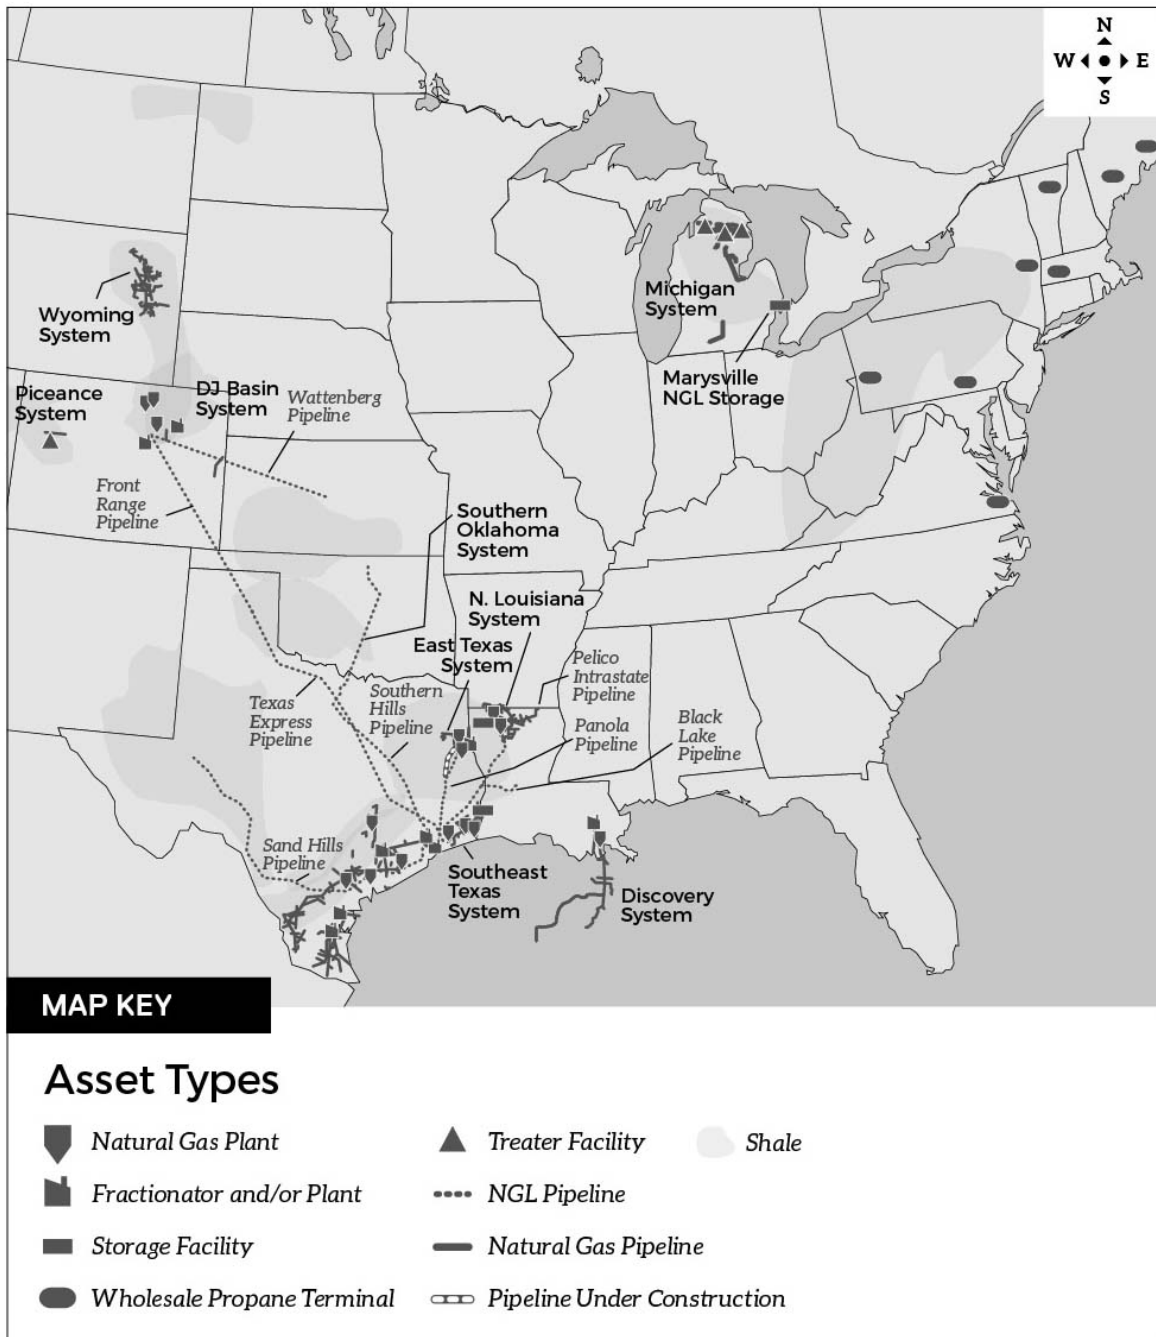 N
W E
S
Wyoming
System
Michigan
System
Marysville
NGL Storage
Piceance
System
DJ Basin
System
Wattenberg
Pipeline
Front
Range
Pipeline
Southern
Oklahoma
System
N. Louisiana
System
East Texas
System
Pelico
Intrastate
Pipeline
Texas
Express
Pipeline
Southern
Hills
Pipeline
Panola
Pipeline
Black
Lake
Pipeline
Sand Hills
Pipeline
Southeast
Texas
System
Discovery
System
MAP KEY
Asset Types
Natural Gas Plant
Treater Facility
Shale
Fractionator and/or Plant
NGL Pipeline
Storage Facility
Natural Gas Pipeline
Wholesale Propane Terminal
Pipeline Under Construction